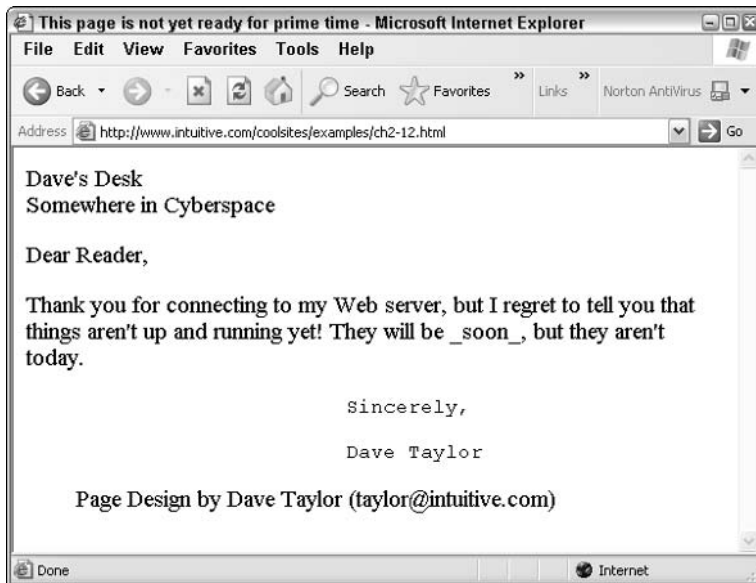 This page is not yet ready for prime time - Microsoft Internet Explorer
File Edit View Favorites Tools Help
Back Search Favorites » Links » Norton AntiVirus
Address http://www.intuitive.com/coolsites/examples/ch2-12.html Go
Dave's Desk
Somewhere in Cyberspace
Dear Reader,
Thank you for connecting to my Web server, but I regret to tell you that
things aren't up and running yet! They will be _soon_, but they aren't
today.
Sincerely,
Dave Taylor
Page Design by Dave Taylor (taylor@intuitive.com)
Done Internet